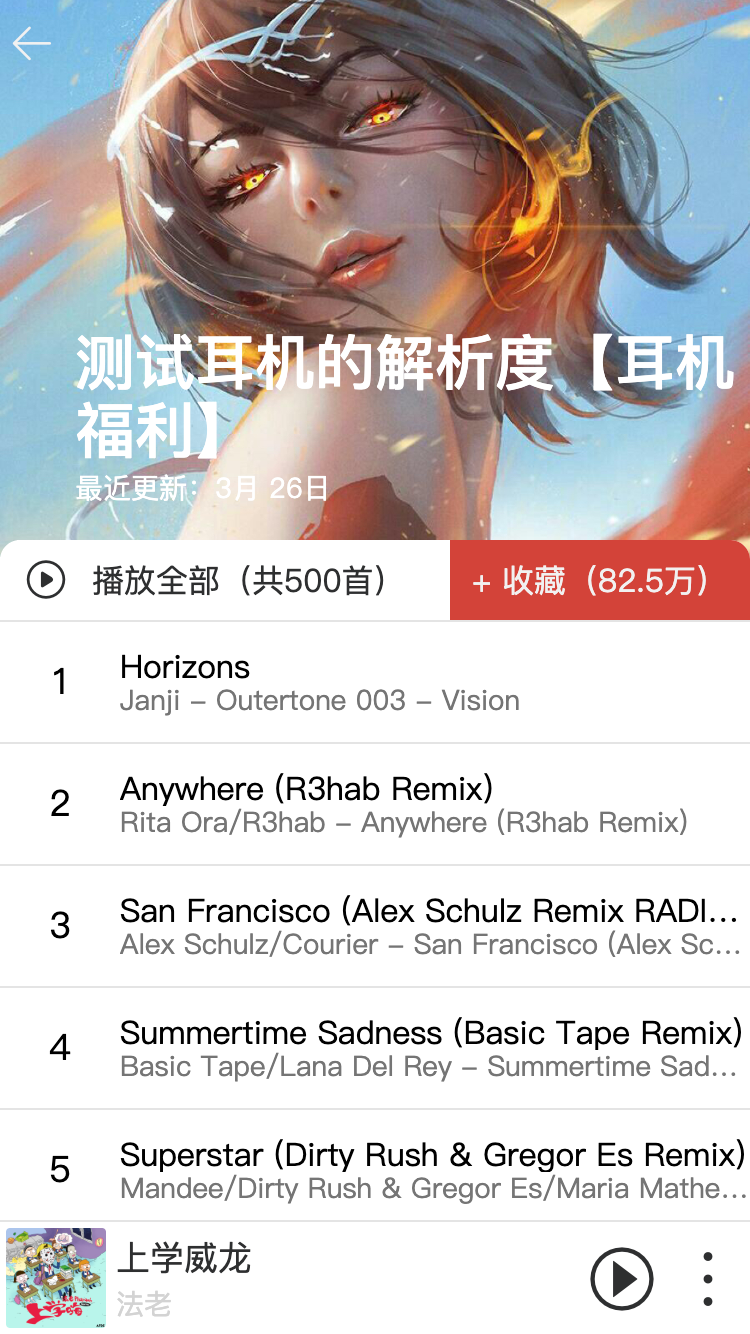 测试耳机的解析度【耳机
福利】
最近更新：3月 26日
播放全部（共500首）
+ 收藏（82.5万）
1
Horizons
Janji – Outertone 003 – Vision
2
Anywhere (R3hab Remix)
Rita Ora/R3hab – Anywhere (R3hab Remix)
3
San Francisco (Alex Schulz Remix RADI...
Alex Schulz/Courier – San Francisco (Alex Sc...
4
Summertime Sadness (Basic Tape Remix)
Basic Tape/Lana Del Rey – Summertime Sad...
5
Superstar (Dirty Rush & Gregor Es Remix)
Mandee/Dirty Rush & Gregor Es/Maria Mathe...
上学威龙
法老